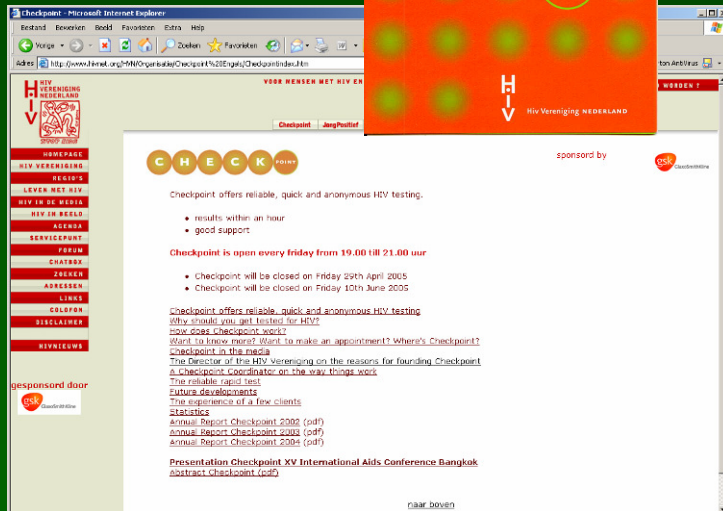 Checkpoint - Microsoft Internet Explorer
Bestand Bewerken Beeld Favorieten Extra Help
Vorige Zoeken Favorieten
Adres http://www.hivnet.org/HVN/Organisatie/Checkpoint%20Engels/Checkpointindex.htm
ton AntiVirus
HIV
VERENIGING
NEDERLAND
VOOR MENSEN MET HIV EN
WORDEN ?
Checkpoint JongPositief
HIV
Hiv Vereniging NEDERLAND
HOMEPAGE
HIV VERENIGING
REGIO'S
LEVEN MET HIV
HIV IN DE MEDIA
HIV IN BEELD
AGENDA
SERVICEPUNT
FORUM
CHATBOX
ZOEKEN
ADRESSEN
LINKS
COLOFON
DISCLAIMER
HIVNIEUWS
gesponsord door
gsk GlaxoSmithKline
CHECKPOINT
sponsord by
gsk GlaxoSmithKline
Checkpoint offers reliable, quick and anonymous HIV testing.
results within an hour
good support
Checkpoint is open every friday from 19.00 till 21.00 uur
Checkpoint will be closed on Friday 29th April 2005
Checkpoint will be closed on Friday 10th June 2005
Checkpoint offers reliable, quick and anonymous HIV testing
Why should you get tested for HIV?
How does Checkpoint work?
Want to know more? Want to make an appointment? Where's Checkpoint?
Checkpoint in the media
The Director of the HIV Vereniging on the reasons for founding Checkpoint
A Checkpoint Coordinator on the way things work
The reliable rapid test
Future developments
The experience of a few clients
Statistics
Annual Report Checkpoint 2002 (pdf)
Annual Report Checkpoint 2003 (pdf)
Annual Report Checkpoint 2004 (pdf)
Presentation Checkpoint XV International Aids Conference Bangkok
Abstract Checkpoint (pdf)
naar boven